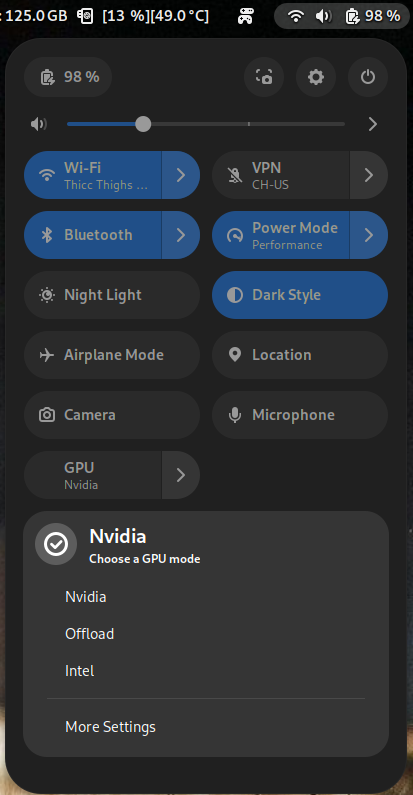 : 125.0 GB [13 %][49.0 °C] 98 %
98 %
Wi-Fi
Thicc Thighs ...
VPN
CH-US
Bluetooth
Power Mode
Performance
Night Light
Dark Style
Airplane Mode
Location
Camera
Microphone
GPU
Nvidia
Nvidia
Choose a GPU mode
Nvidia
Offload
Intel
More Settings